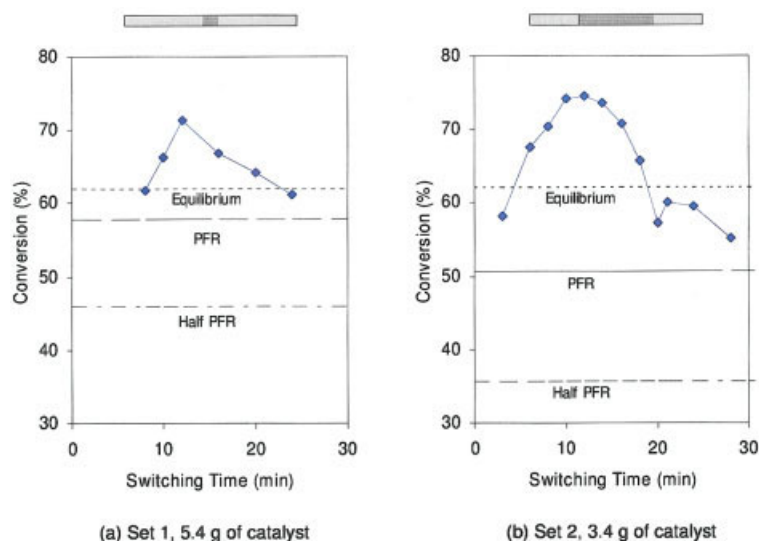 80
70
60
50
40
30
Conversion (%)
Equilibrium
PFR
Half PFR
0
10
20
30
Switching Time (min)
(a) Set 1, 5.4 g of catalyst
80
70
60
50
40
30
Conversion (%)
Equilibrium
PFR
Half PFR
0
10
20
30
Switching Time (min)
(b) Set 2, 3.4 g of catalyst